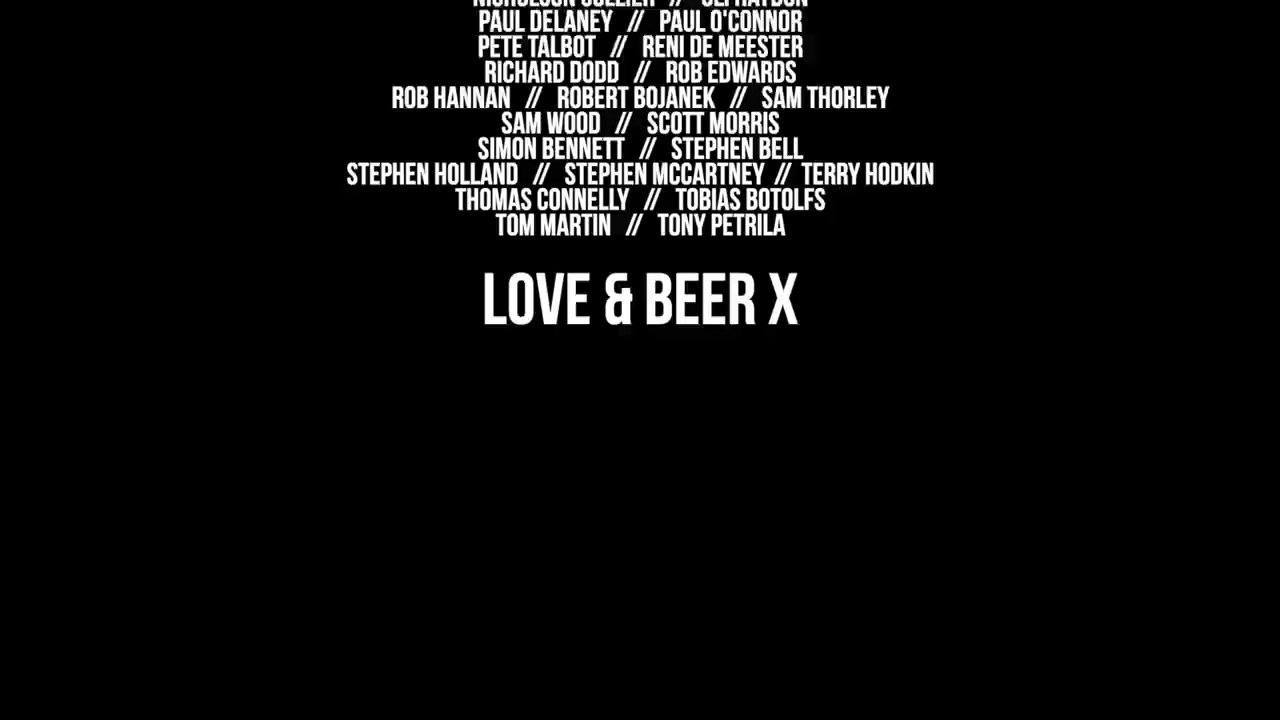 PAUL DELANEY // PAUL O'CONNOR
PETE TALBOT // RENI DE MEESTER
RICHARD DODD // ROB EDWARDS
ROB HANNAN // ROBERT BOJANEK // SAM THORLEY
SAM WOOD // SCOTT MORRIS
SIMON BENNETT // STEPHEN BELL
STEPHEN HOLLAND // STEPHEN MCCARTNEY // TERRY HODKIN
THOMAS CONNELLY // TOBIAS BOTOLFS
TOM MARTIN // TONY PETRILA
LOVE & BEER X